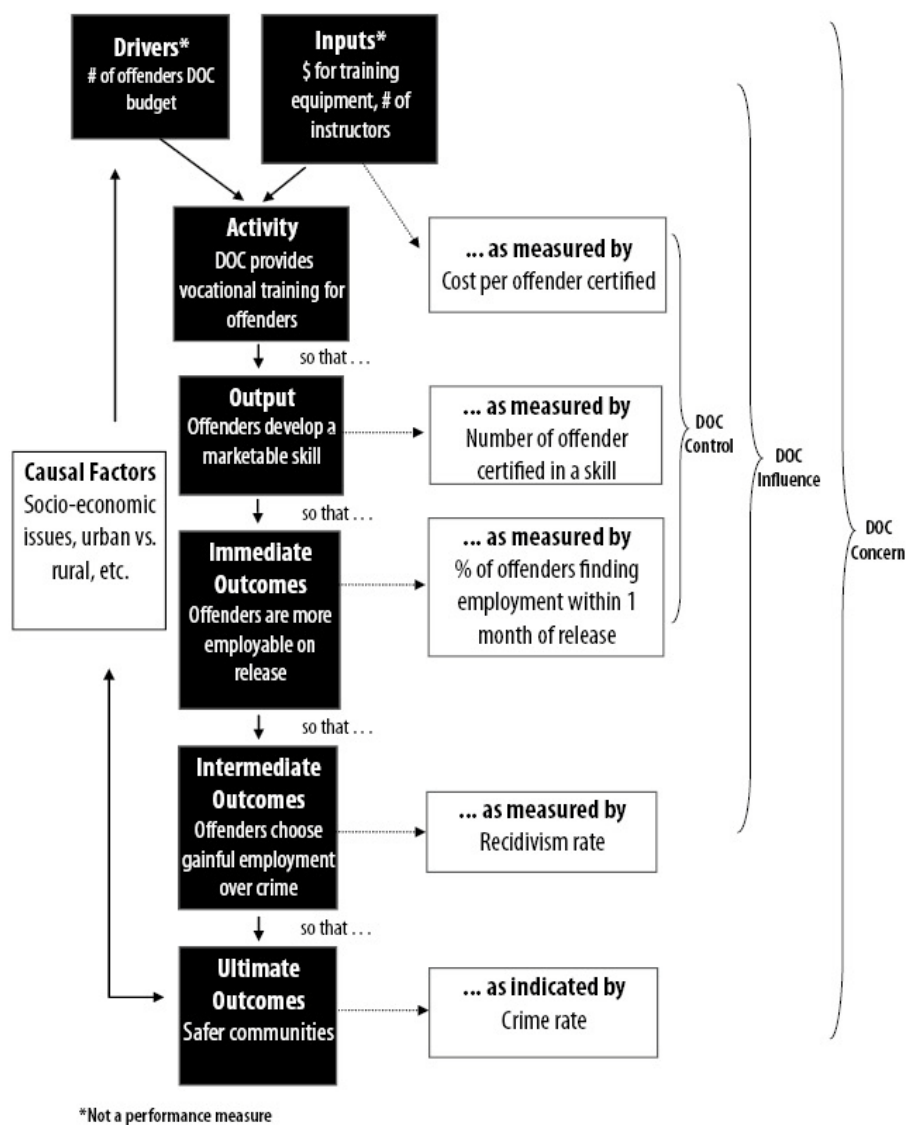 Drivers*
# of offenders DOC
budget
Inputs*
$ for training
equipment, # of
instructors
Activity
DOC provides
vocational training for
offenders
... as measured by
Cost per offender certified
so that . . .
Output
Offenders develop a
marketable skill
... as measured by
Number of offender
certified in a skill
DOC
Control
DOC
Influence
DOC
Concern
Causal Factors
Socio-economic
issues, urban vs.
rural, etc.
so that . . .
Immediate
Outcomes
Offenders are more
employable on
release
... as measured by
% of offenders finding
employment within 1
month of release
so that . . .
Intermediate
Outcomes
Offenders choose
gainful employment
over crime
... as measured by
Recidivism rate
so that . . .
Ultimate
Outcomes
Safer communities
... as indicated by
Crime rate
*Not a performance measure